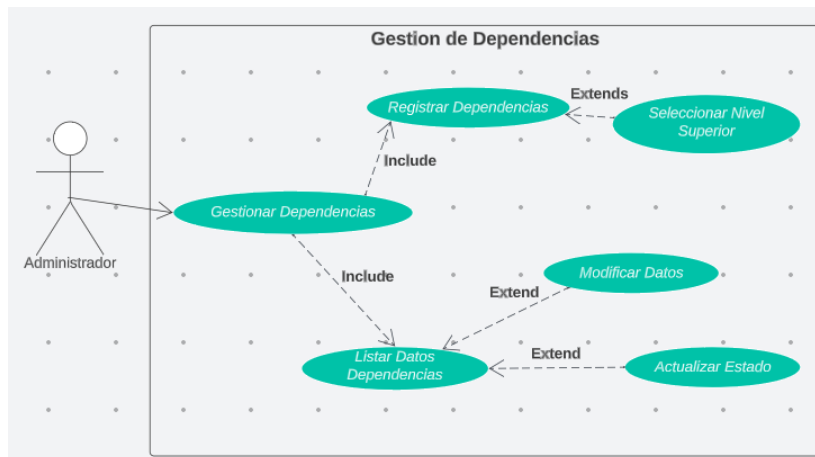 Gestion de Dependencias
Registrar Dependencias
Extends
Seleccionar Nivel
Superior
Include
Gestionar Dependencias
Administrador
Include
Modificar Datos
Extend
Listar Datos
Dependencias
Extend
Actualizar Estado